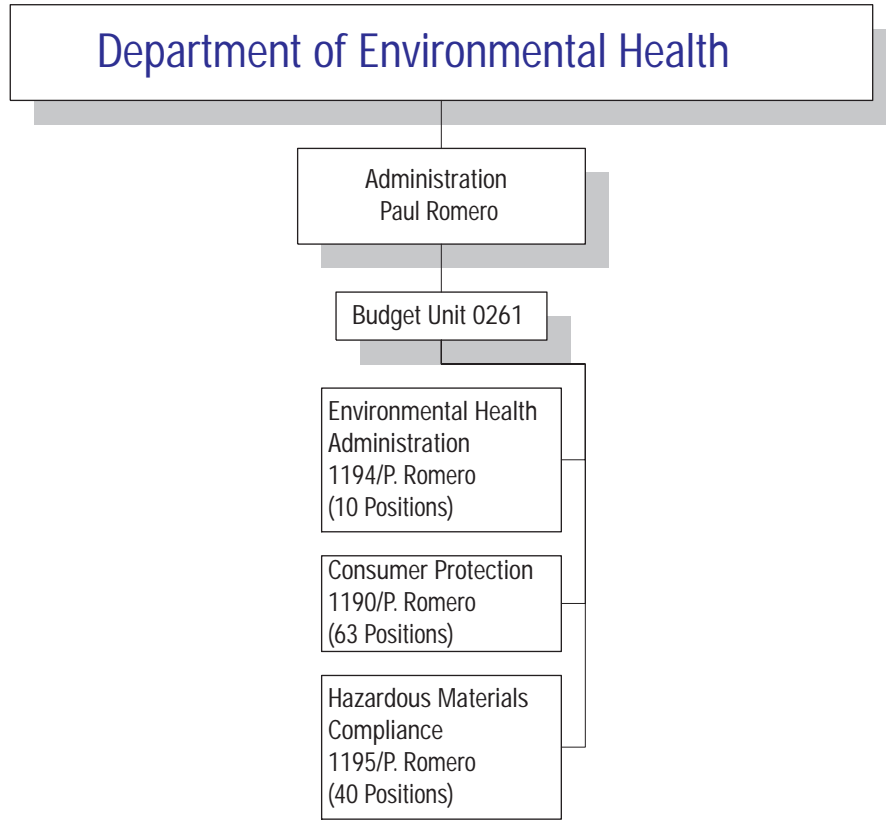 Department of Environmental Health
Administration
Paul Romero
Budget Unit 0261
Environmental Health
Administration
1194/P. Romero
(10 Positions)
Consumer Protection
1190/P. Romero
(63 Positions)
Hazardous Materials
Compliance
1195/P. Romero
(40 Positions)